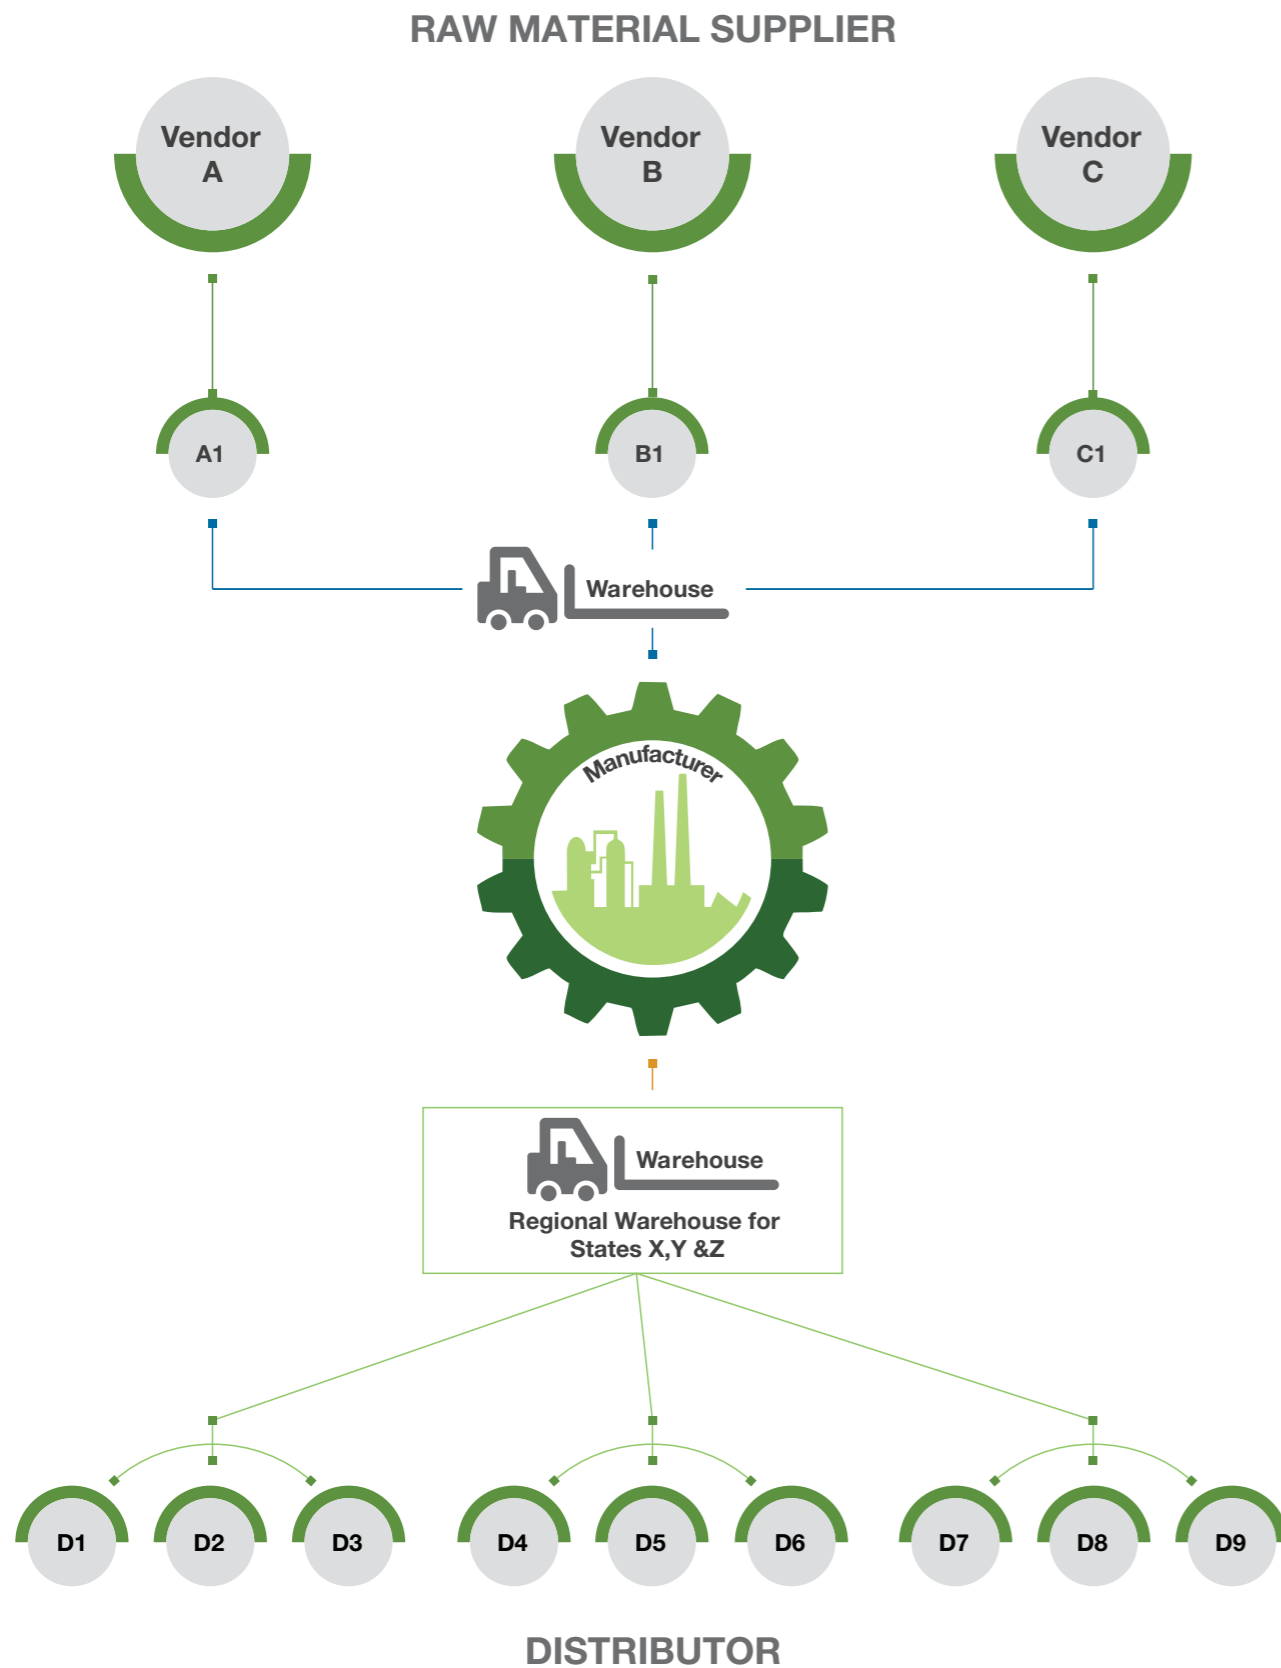 RAW MATERIAL SUPPLIER
Vendor
A
Vendor
B
Vendor
C
A1
B1
C1
Warehouse
Manufacturer
Warehouse
Regional Warehouse for
States X,Y &Z
D1
D2
D3
D4
D5
D6
D7
D8
D9
DISTRIBUTOR